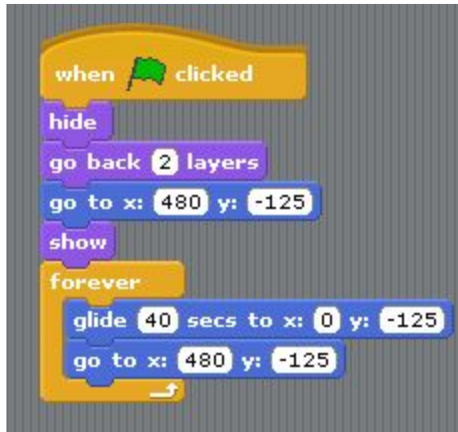 when clicked
hide
go back 2 layers
go to x: 480 y: -125
show
forever
glide 40 secs to x: 0 y: -125
go to x: 480 y: -125